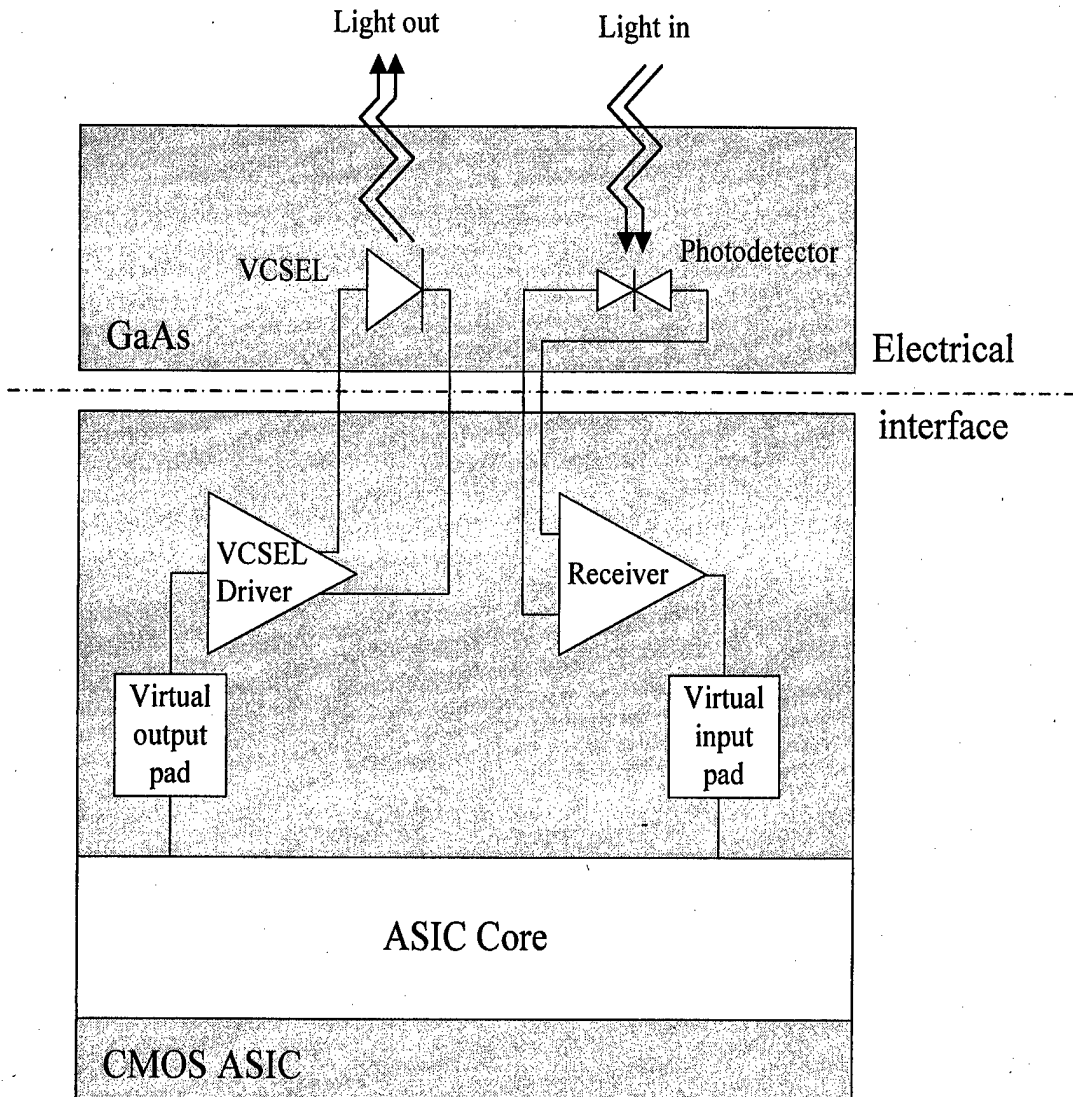 Light out
Light in
VCSEL
Photodetector
GaAs
Electrical
interface
VCSEL
Driver
Receiver
Virtual
output
pad
Virtual
input
pad
ASIC Core
CMOS ASIC